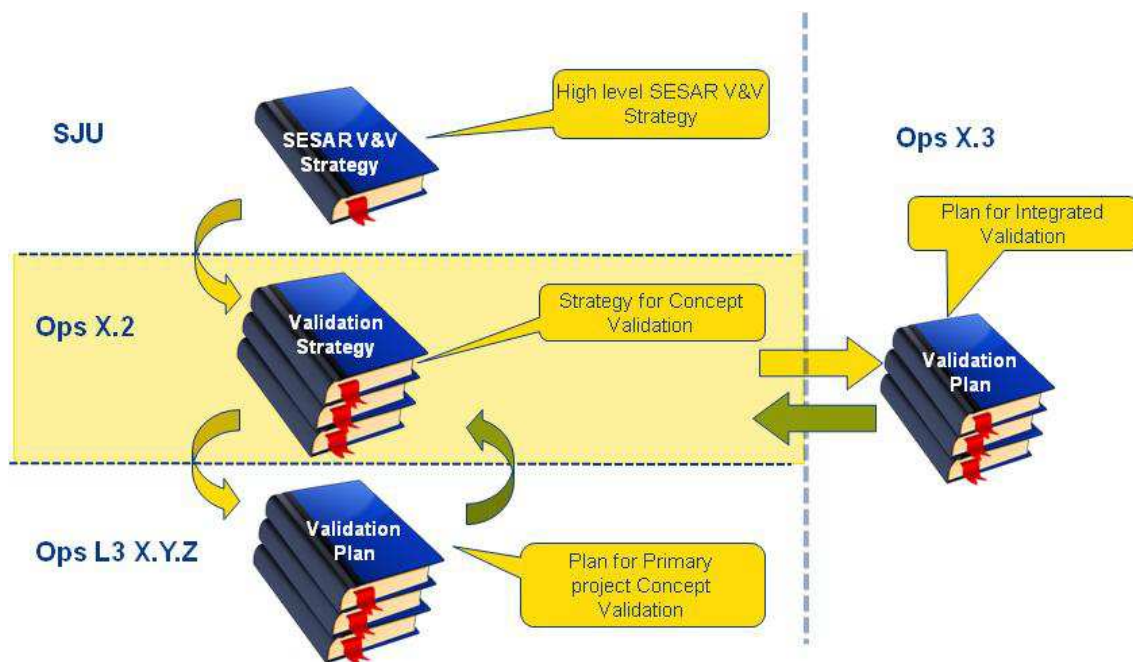 SJU
SESAR V&V
Strategy
High level SESAR V&V
Strategy
Ops X.3
Plan for Integrated
Validation
Ops X.2
Validation
Strategy
Strategy for Concept
Validation
Validation
Plan
Ops L3 X.Y.Z
Validation
Plan
Plan for Primary
project Concept
Validation